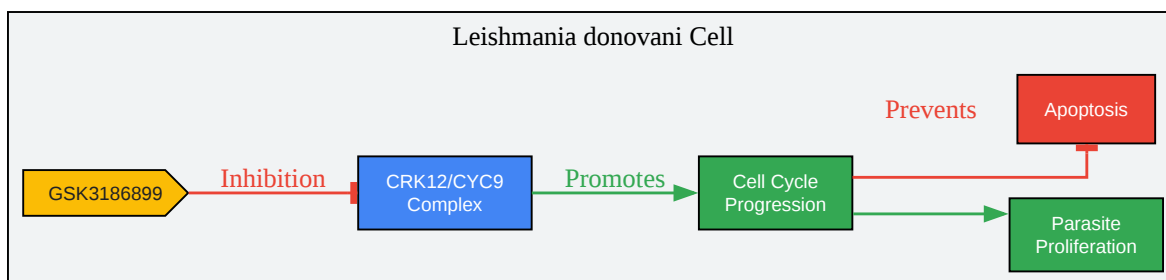 Leishmania donovani Cell
Prevents
Apoptosis
GSK3186899
Inhibition
CRK12/CYC9
Complex
Promotes
Cell Cycle
Progression
Parasite
Proliferation